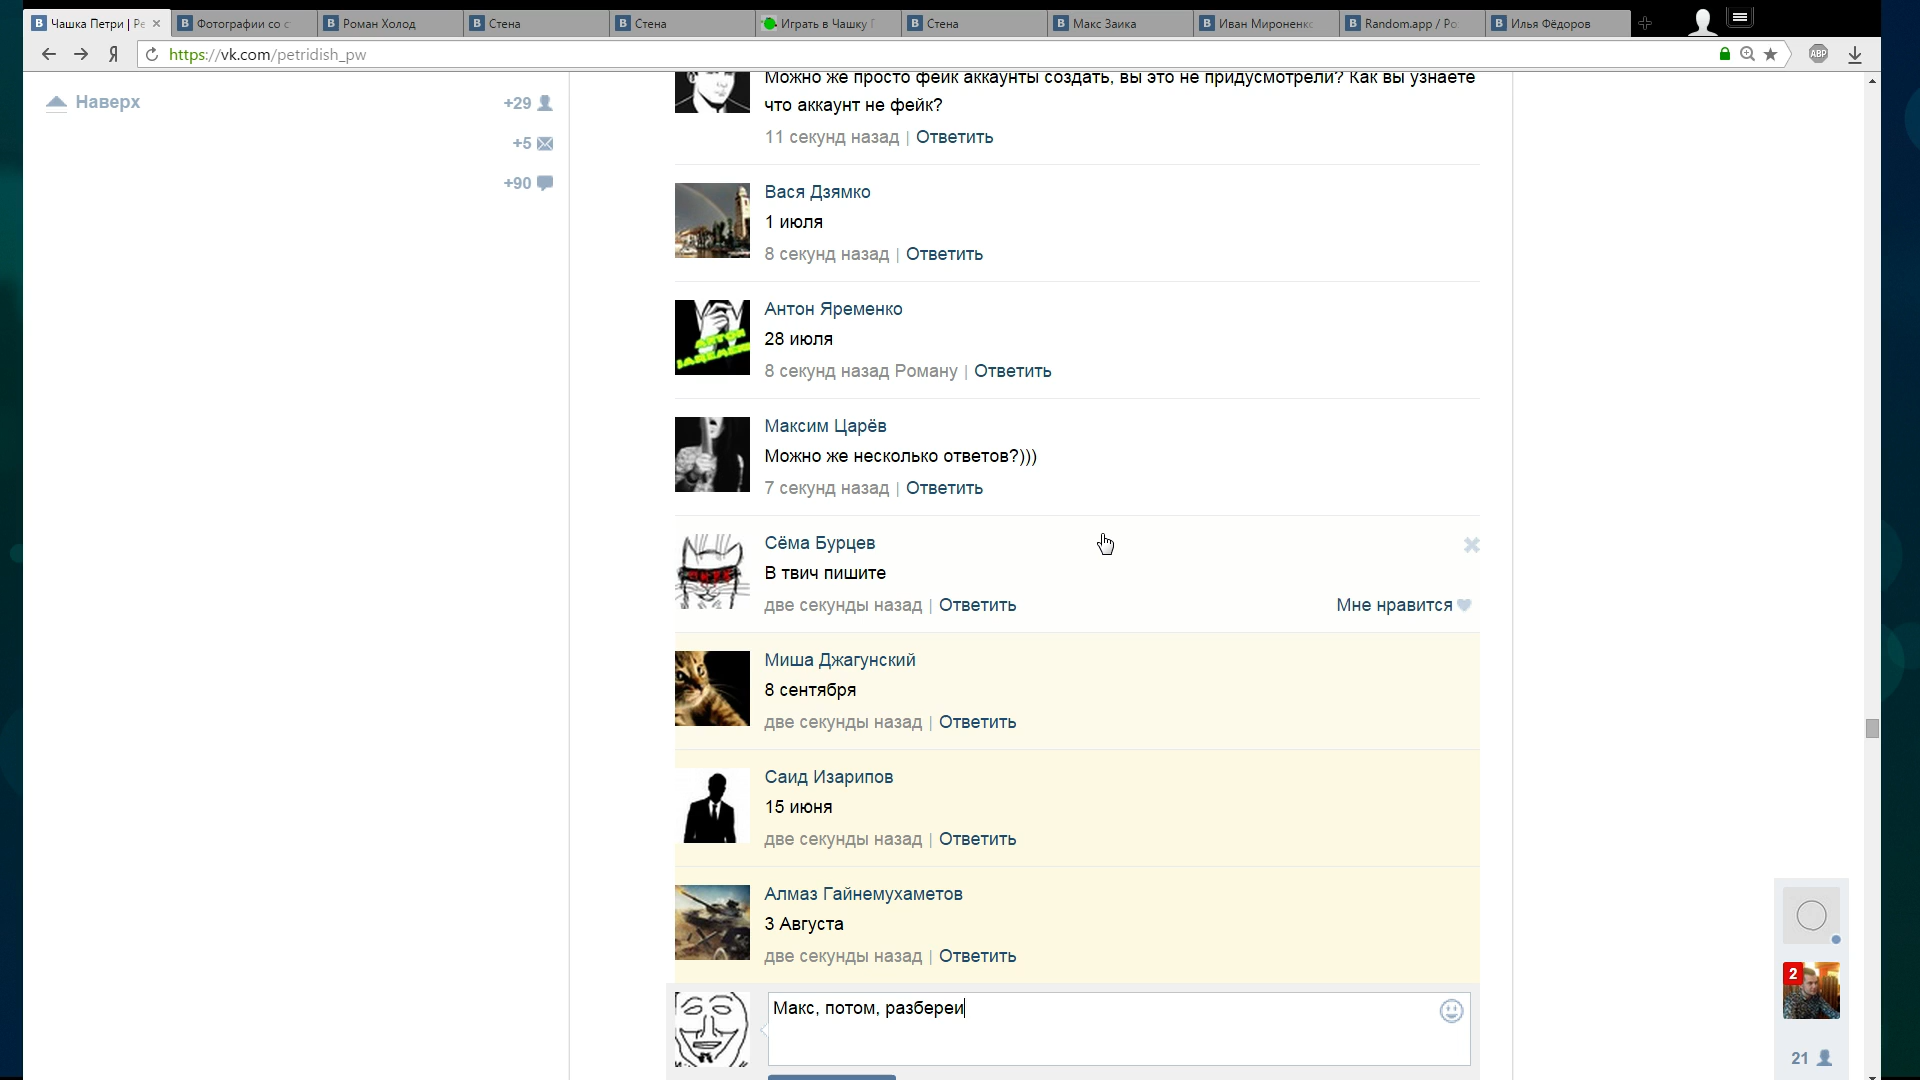 Чашка Петри | Ре
Фотографии со с
Роман Холод
Стена
Стена
Играть в Чашку П
Стена
Макс Заика
Иван Мироненко
Random.app / Ро
Илья Фёдоров
https://vk.com/petridish_pw
ABP
Наверх
+29
+5
+90
Можно же просто фейк аккаунты создать, вы это не придусмотрели? Как вы узнаете
что аккаунт не фейк?
11 секунд назад | Ответить
Вася Дзямко
1 июля
8 секунд назад | Ответить
Антон Яременко
28 июля
8 секунд назад Роману | Ответить
Максим Царёв
Можно же несколько ответов?)))
7 секунд назад | Ответить
Сёма Бурцев
В твич пишите
две секунды назад | Ответить
Мне нравится
Миша Джагунский
8 сентября
две секунды назад | Ответить
Саид Изарипов
15 июня
две секунды назад | Ответить
Алмаз Гайнемухаметов
3 Августа
две секунды назад | Ответить
Макс, потом, разбереи
2
21